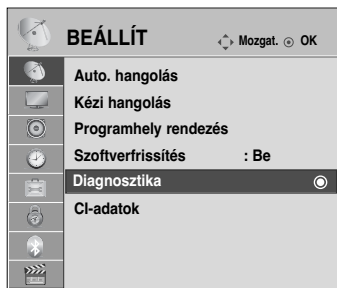 BEÁLLÍT Mozgat. OK
Auto. hangolás
Kézi hangolás
Programhely rendezés
Szoftverfrissítés : Be
Diagnosztika
CI-adatok